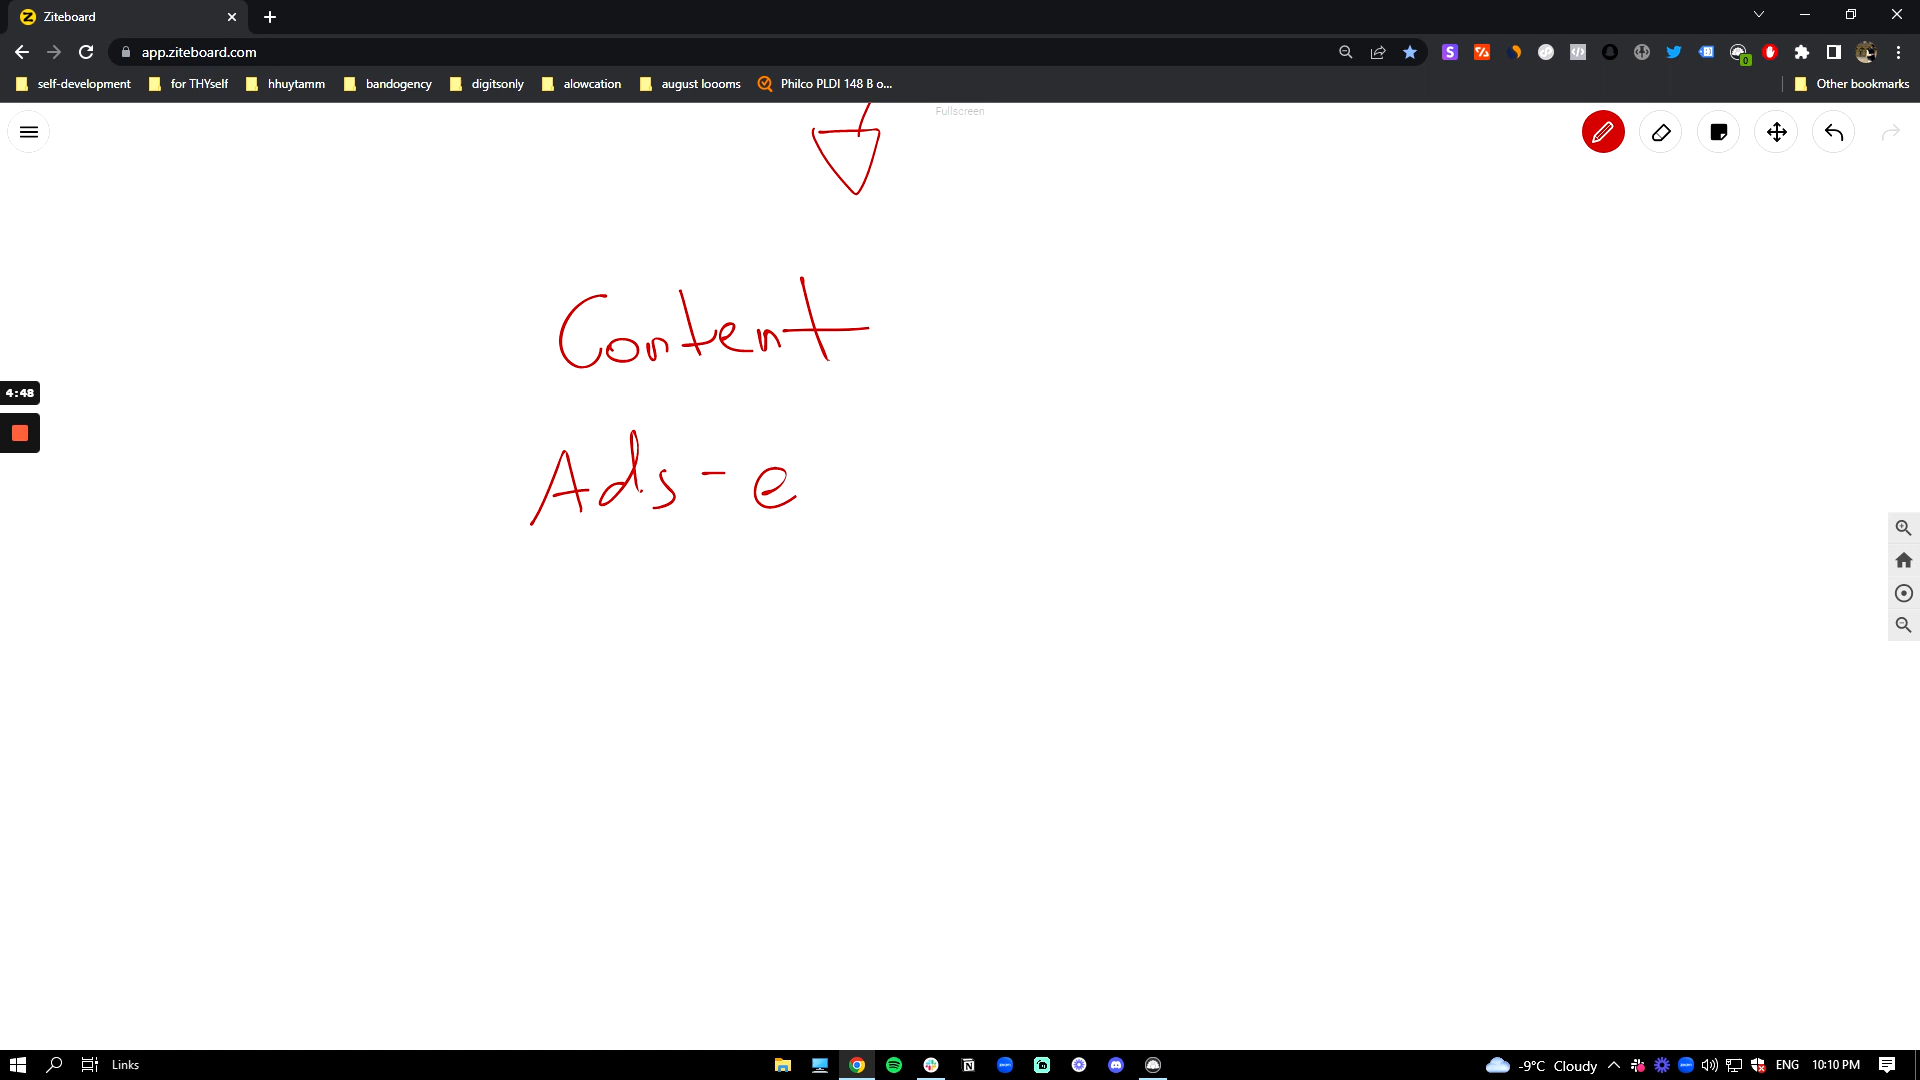 Ziteboard
app.ziteboard.com
0
self-development for THYself hhuytamm bandogency digitsonly alowcation august loooms Philco PLDI 148 B o... Other bookmarks
Fullscreen
Content
4:48
Ads - e
Links -9°C Cloudy ENG 10:10 PM